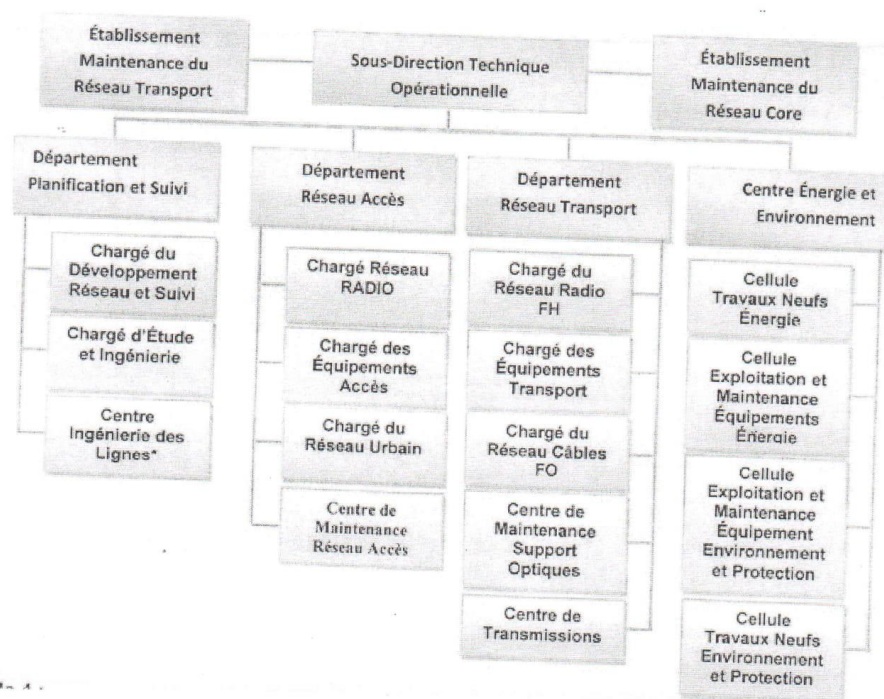 Établissement
Maintenance du
Réseau Transport
Sous-Direction Technique
Opérationnelle
Établissement
Maintenance du
Réseau Core
Département
Planification et Suivi
Département
Réseau Accès
Département
Réseau Transport
Centre Énergie et
Environnement
Chargé du
Développement
Réseau et Suivi
Chargé d'Étude
et Ingénierie
Centre
Ingénierie des
Lignes*
Chargé Réseau
RADIO
Chargé des
Équipements
Accès
Chargé du
Réseau Urbain
Centre de
Maintenance
Réseau Accès
Chargé du
Réseau Radio
FH
Chargé des
Équipements
Transport
Chargé du
Réseau Câbles
FO
Centre de
Maintenance
Support
Optiques
Centre de
Transmissions
Cellule
Travaux Neufs
Énergie
Cellule
Exploitation et
Maintenance
Équipements
Énergie
Cellule
Exploitation et
Maintenance
Équipement
Environnement
et Protection
Cellule
Travaux Neufs
Environnement
et Protection